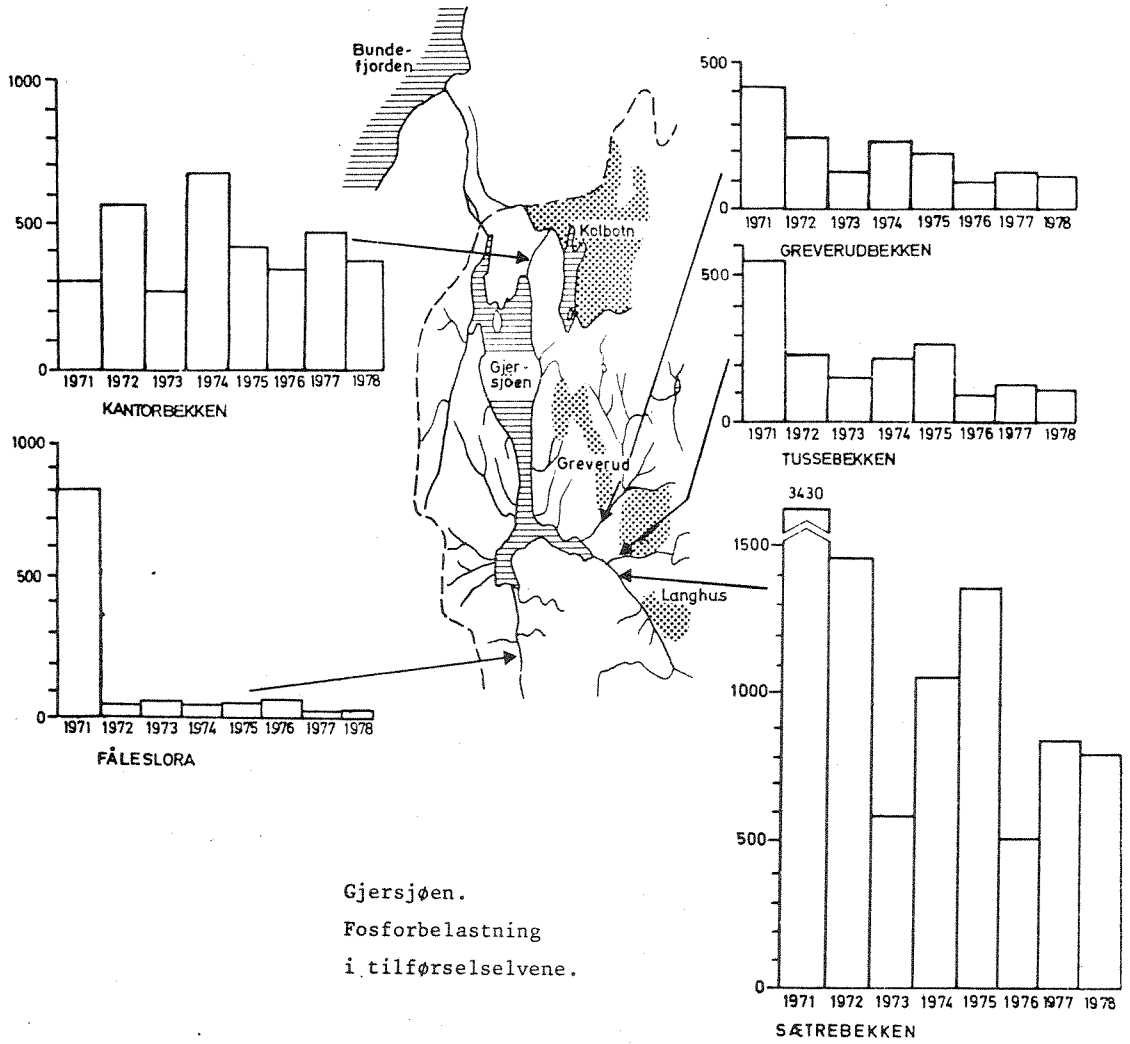 Bunde-
fjorden
1000
500
0
1971 1972 1973 1974 1975 1976 1977 1978
KANTORBEKKEN
500
0
1971 1972 1973 1974 1975 1976 1977 1978
GREVERUDBEKKEN
Kolbotn
500
0
1971 1972 1973 1974 1975 1976 1977 1978
TUSSEBEKKEN
Gjer-
sjöen
Greverud
Langhus
1000
500
0
1971 1972 1973 1974 1975 1976 1977 1978
FÅLESLORA
3430
1500
1000
500
0
1971 1972 1973 1974 1975 1976 1977 1978
SÆTREBEKKEN
Gjersjøen.
Fosforbelastning
i tilførselselvene.